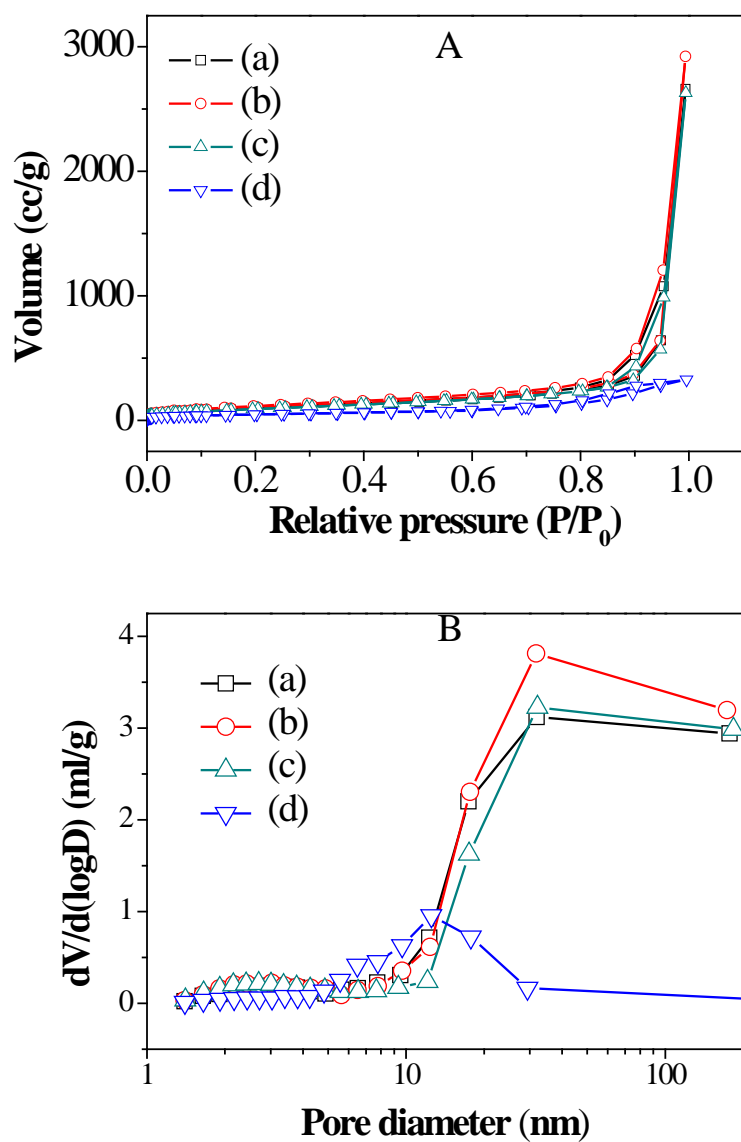 A
3000
(a)
(b)
(c)
(d)
2000
1000
0
Volume (cc/g)
0.0 0.2 0.4 0.6 0.8 1.0
Relative pressure (P/P0)
B
4
(a)
(b)
(c)
(d)
3
2
1
0
dV/d(logD) (ml/g)
1 10 100
Pore diameter (nm)